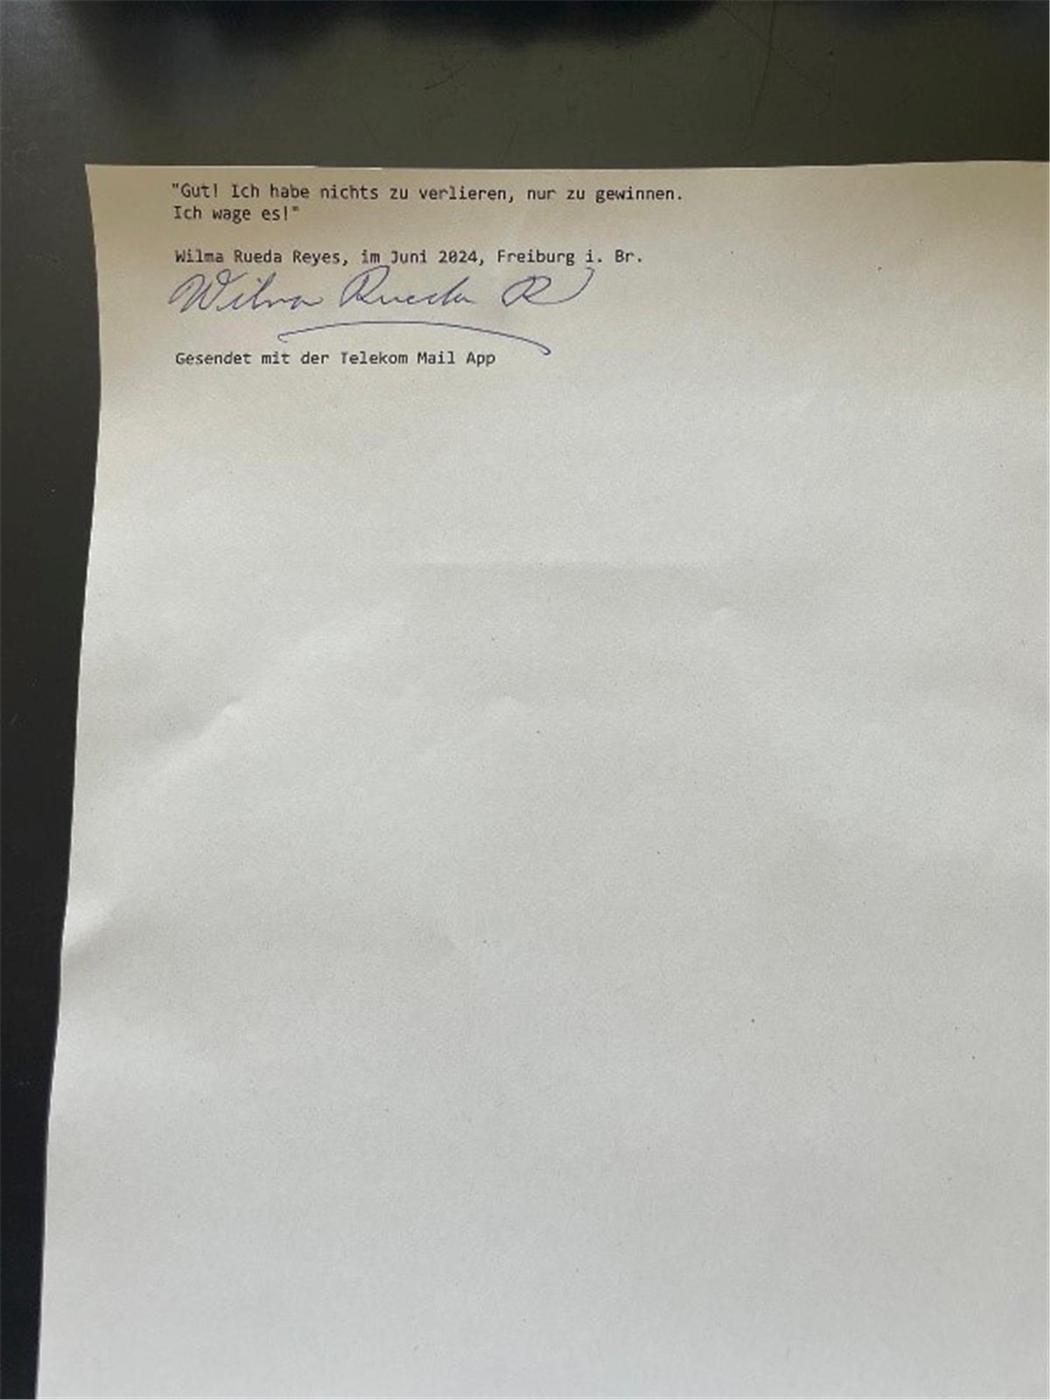 "Gut! Ich habe nichts zu verlieren, nur zu gewinnen.
Ich wage es!"
Wilma Rueda Reyes, im Juni 2024, Freiburg i. Br.
Wilma Rueda R
Gesendet mit der Telekom Mail App